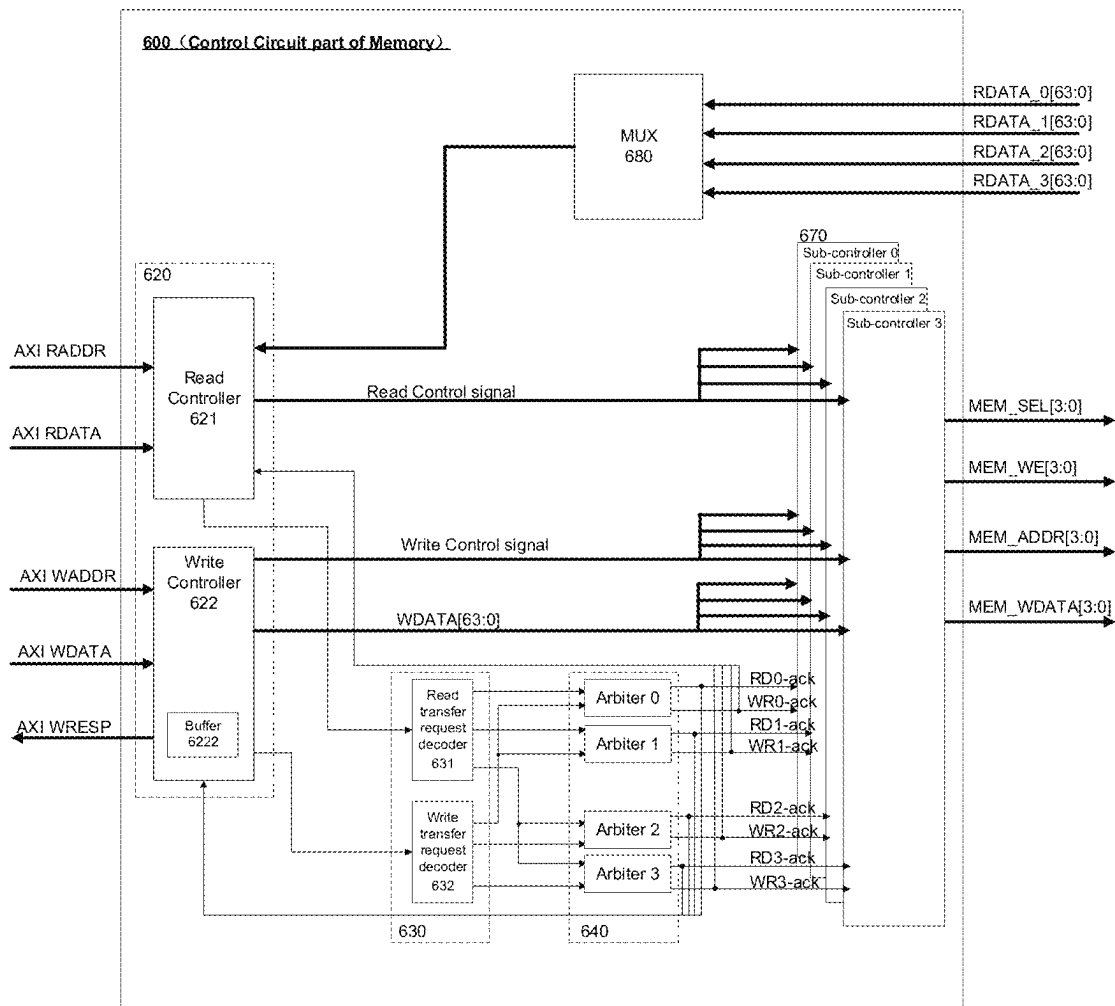 600（Control Circuit part of Memory）
RDATA_0[63:0]
RDATA_1[63:0]
RDATA_2[63:0]
RDATA_3[63:0]
MUX
680
670
Sub-controller 0
Sub-controller 1
Sub-controller 2
Sub-controller 3
620
AXI RADDR
Read
Controller
621
AXI RDATA
Read Control signal
MEM_SEL[3:0]
MEM_WE[3:0]
MEM_ADDR[3:0]
MEM_WDATA[3:0]
AXI WADDR
Write
Controller
622
Write Control signal
WDATA[63:0]
AXI WDATA
AXI WRESP
Buffer
6222
Read
transfer
request
decoder
631
Write
transfer
request
decoder
632
630
Arbiter 0
Arbiter 1
Arbiter 2
Arbiter 3
640
RD0-ack
WR0-ack
RD1-ack
WR1-ack
RD2-ack
WR2-ack
RD3-ack
WR3-ack